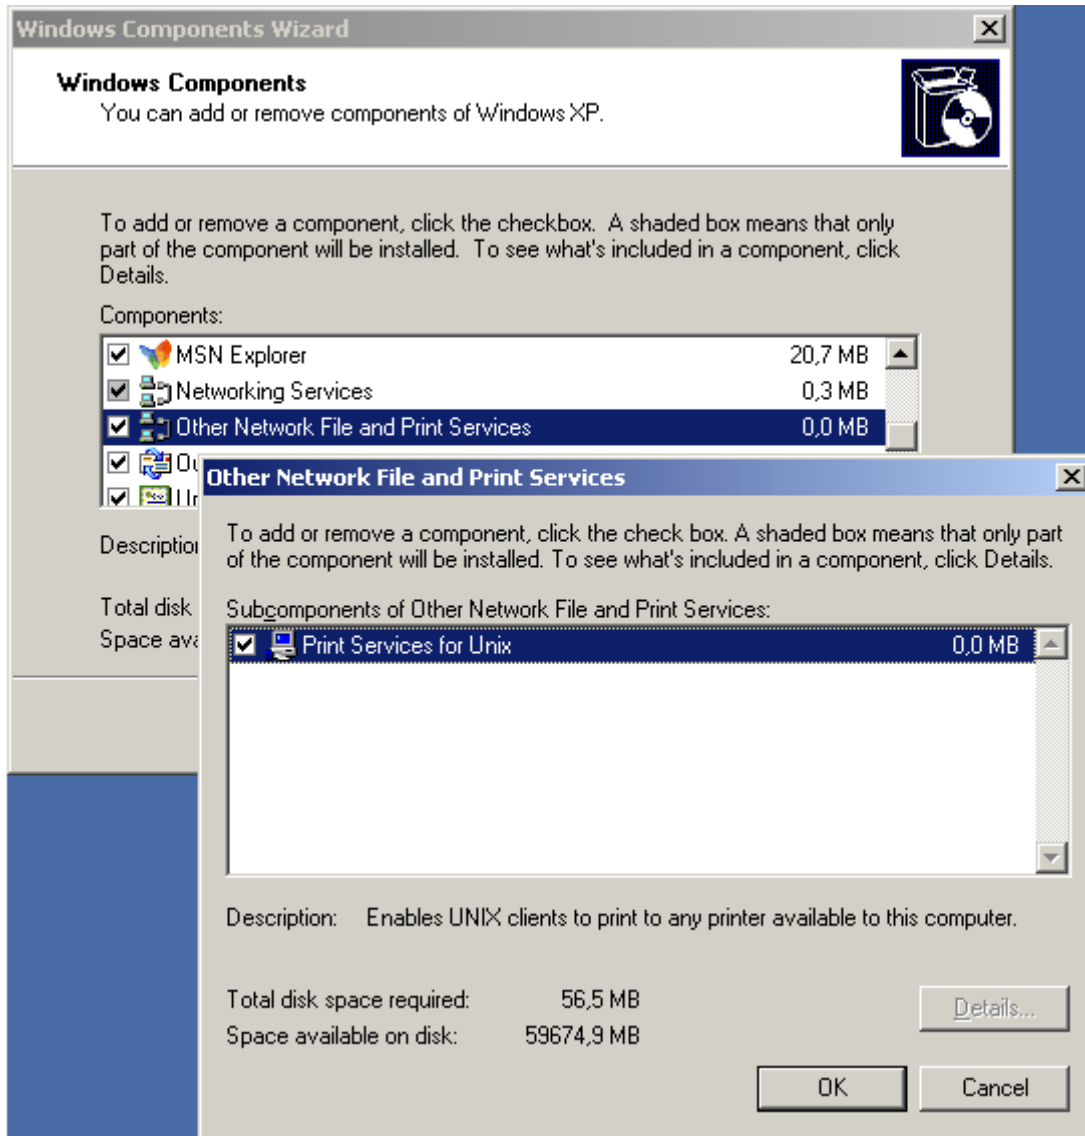 Windows Components Wizard
Windows Components
You can add or remove components of Windows XP.
To add or remove a component, click the checkbox. A shaded box means that only
part of the component will be installed. To see what's included in a component, click
Details.
Components:
MSN Explorer 20,7 MB
Networking Services 0,3 MB
Other Network File and Print Services 0,0 MB
Other Network File and Print Services
To add or remove a component, click the check box. A shaded box means that only part
of the component will be installed. To see what's included in a component, click Details.
Subcomponents of Other Network File and Print Services:
Print Services for Unix 0,0 MB
Description: Enables UNIX clients to print to any printer available to this computer.
Total disk space required: 56,5 MB
Space available on disk: 59674,9 MB
Details...
OK Cancel
Total disk
Space